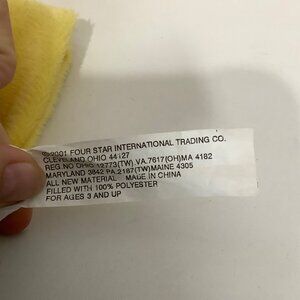 ©2001 FOUR STAR INTERNATIONAL TRADING CO.
CLEVELAND OHIO 44127
REG.NO OHIO 12773(TW).VA.7617(OH)MA 4182
MARYLAND 3842 PA.2187(TW)MAINE 4305
ALL NEW MATERIAL MADE IN CHINA
FILLED WITH 100% POLYESTER
FOR AGES 3 AND UP